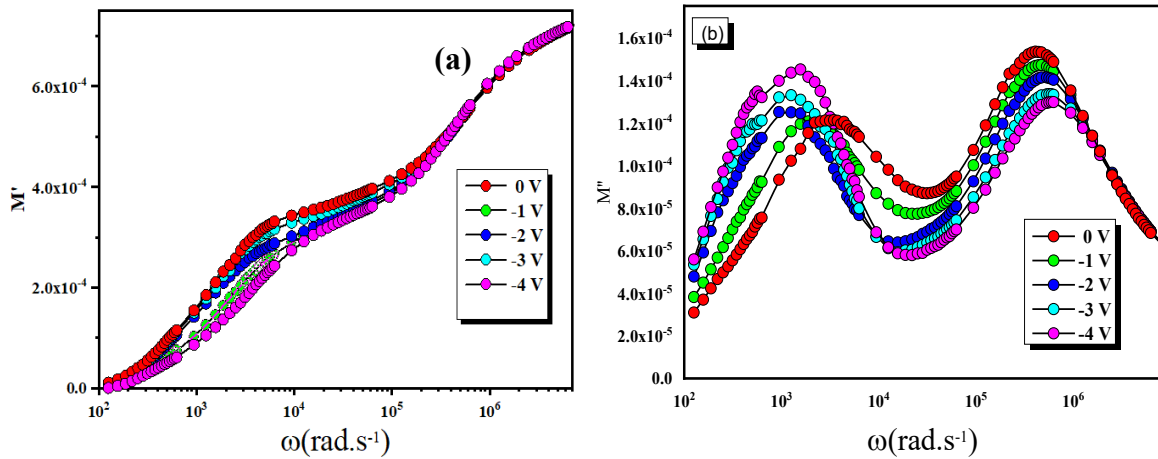 (a)
M'
6.0x10⁻⁴
4.0x10⁻⁴
2.0x10⁻⁴
0.0
10² 10³ 10⁴ 10⁵ 10⁶
ω(rad.s⁻¹)
0 V
-1 V
-2 V
-3 V
-4 V
(b)
M''
1.6x10⁻⁴
1.4x10⁻⁴
1.2x10⁻⁴
1.0x10⁻⁴
8.0x10⁻⁵
6.0x10⁻⁵
4.0x10⁻⁵
2.0x10⁻⁵
0.0
10² 10³ 10⁴ 10⁵ 10⁶
ω(rad.s⁻¹)
0 V
-1 V
-2 V
-3 V
-4 V